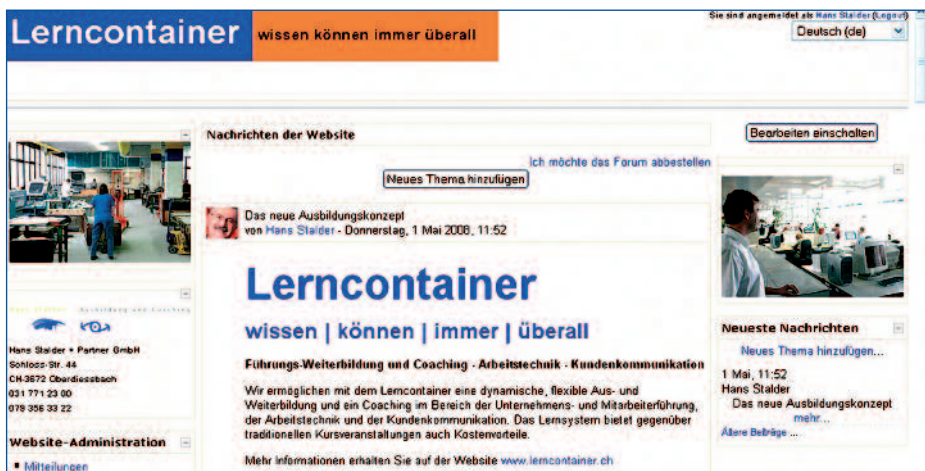 Lerncontainer wissen können immer überall
Sie sind angemeldet als Hans Stalder (Logout)
Deutsch (de)
Hans Stalder + Partner GmbH
Schloss-Str. 44
CH-3672 Oberdiessbach
031 771 23 00
079 356 33 22
Website-Administration
Mitteilungen
Nachrichten der Website
Ich möchte das Forum abbestellen
Neues Thema hinzufügen
Das neue Ausbildungskonzept
von Hans Stalder - Donnerstag, 1 Mai 2008, 11:52
Lerncontainer
wissen | können | immer | überall
Führungs-Weiterbildung und Coaching - Arbeitstechnik - Kundenkommunikation
Wir ermöglichen mit dem Lerncontainer eine dynamische, flexible Aus- und
Weiterbildung und ein Coaching im Bereich der Unternehmens- und Mitarbeiterführung,
der Arbeitstechnik und der Kundenkommunikation. Das Lernsystem bietet gegenüber
traditionellen Kursveranstaltungen auch Kostenvorteile.
Mehr Informationen erhalten Sie auf der Website www.lerncontainer.ch
Bearbeiten einschalten
Neueste Nachrichten
Neues Thema hinzufügen...
1 Mai, 11:52
Hans Stalder
Das neue Ausbildungskonzept
mehr...
Ältere Beiträge ...